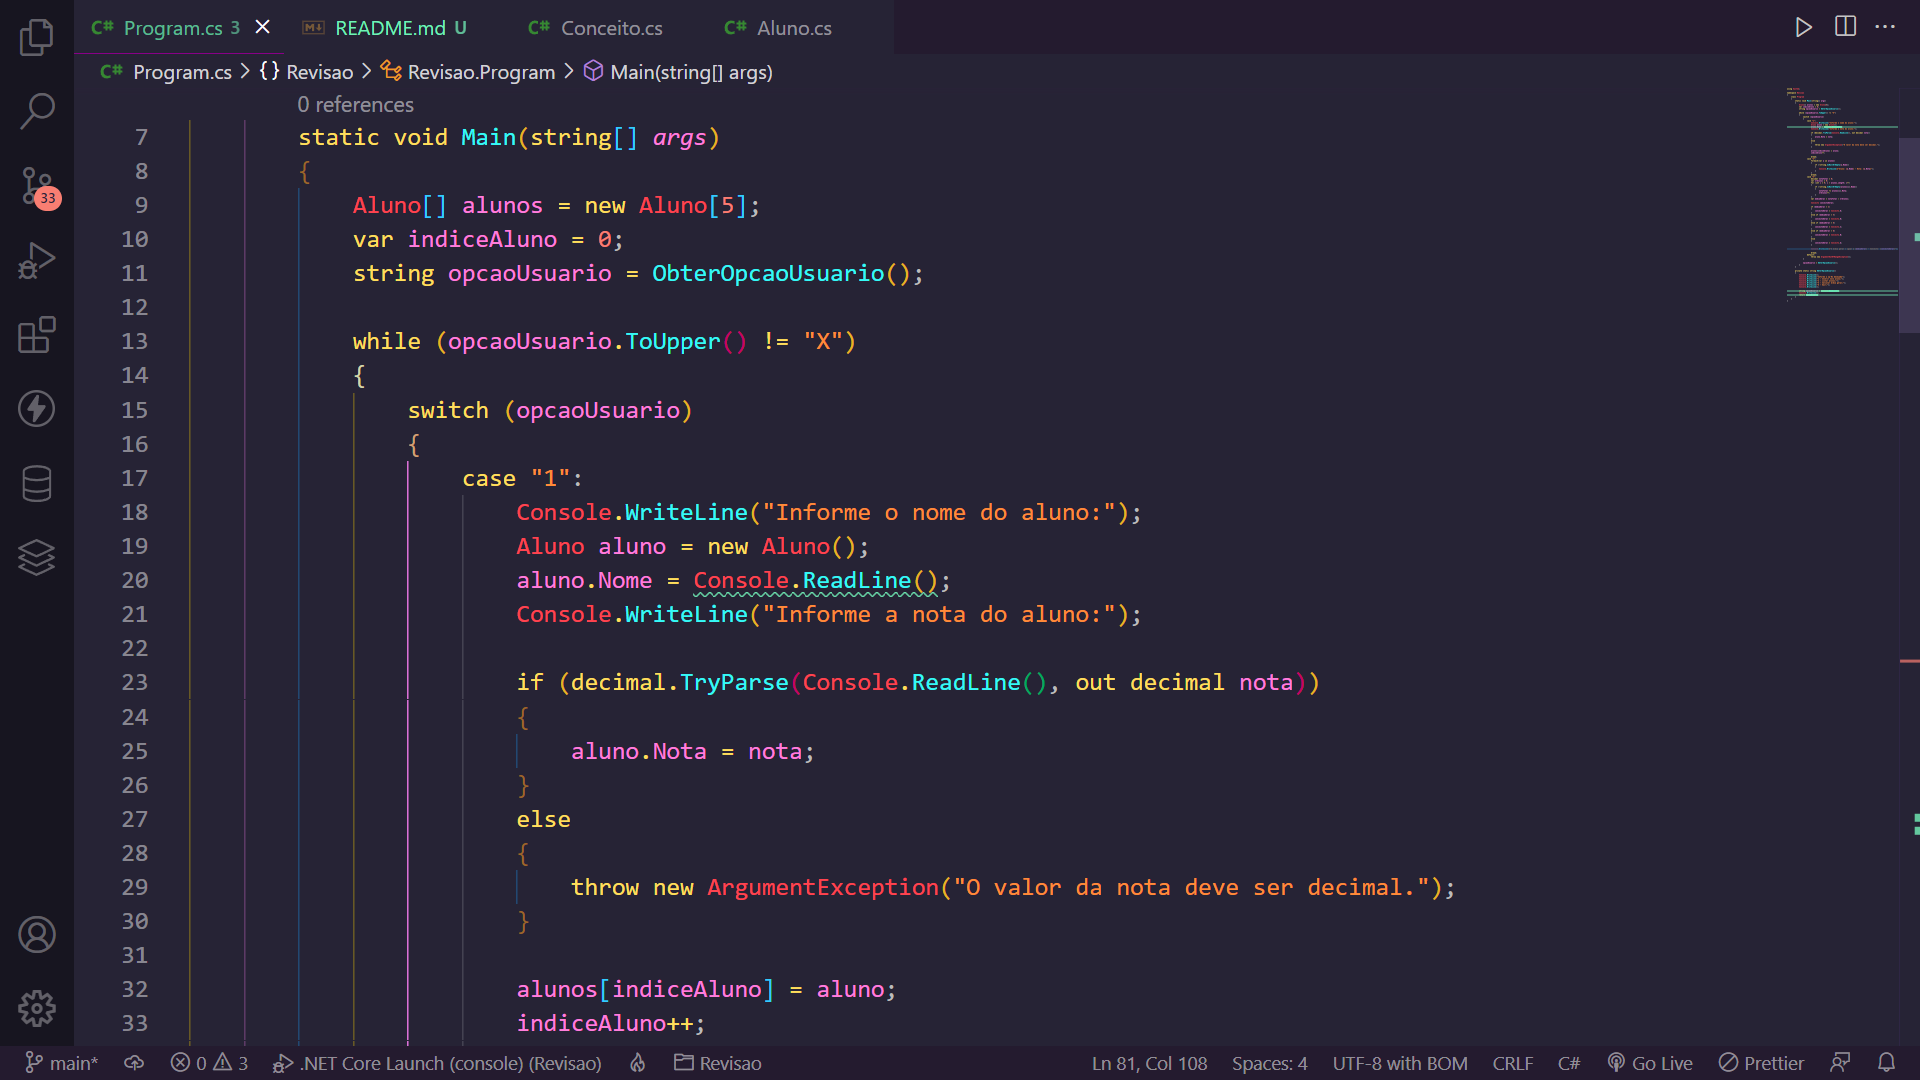 C# Program.cs 3 README.md U C# Conceito.cs C# Aluno.cs
C# Program.cs > {} Revisao > Revisao.Program > Main(string[] args)
0 references
7 static void Main(string[] args)
8 {
9 Aluno[] alunos = new Aluno[5];
10 var indiceAluno = 0;
11 string opcaoUsuario = ObterOpcaoUsuario();
12
13 while (opcaoUsuario.ToUpper() != "X")
14 {
15 switch (opcaoUsuario)
16 {
17 case "1":
18 Console.WriteLine("Informe o nome do aluno:");
19 Aluno aluno = new Aluno();
20 aluno.Nome = Console.ReadLine();
21 Console.WriteLine("Informe a nota do aluno:");
22
23 if (decimal.TryParse(Console.ReadLine(), out decimal nota))
24 {
25 aluno.Nota = nota;
26 }
27 else
28 {
29 throw new ArgumentException("O valor da nota deve ser decimal.");
30 }
31
32 alunos[indiceAluno] = aluno;
33 indiceAluno++;
33
main* 0 3 .NET Core Launch (console) (Revisao) Revisao Ln 81, Col 108 Spaces: 4 UTF-8 with BOM CRLF C# Go Live Prettier